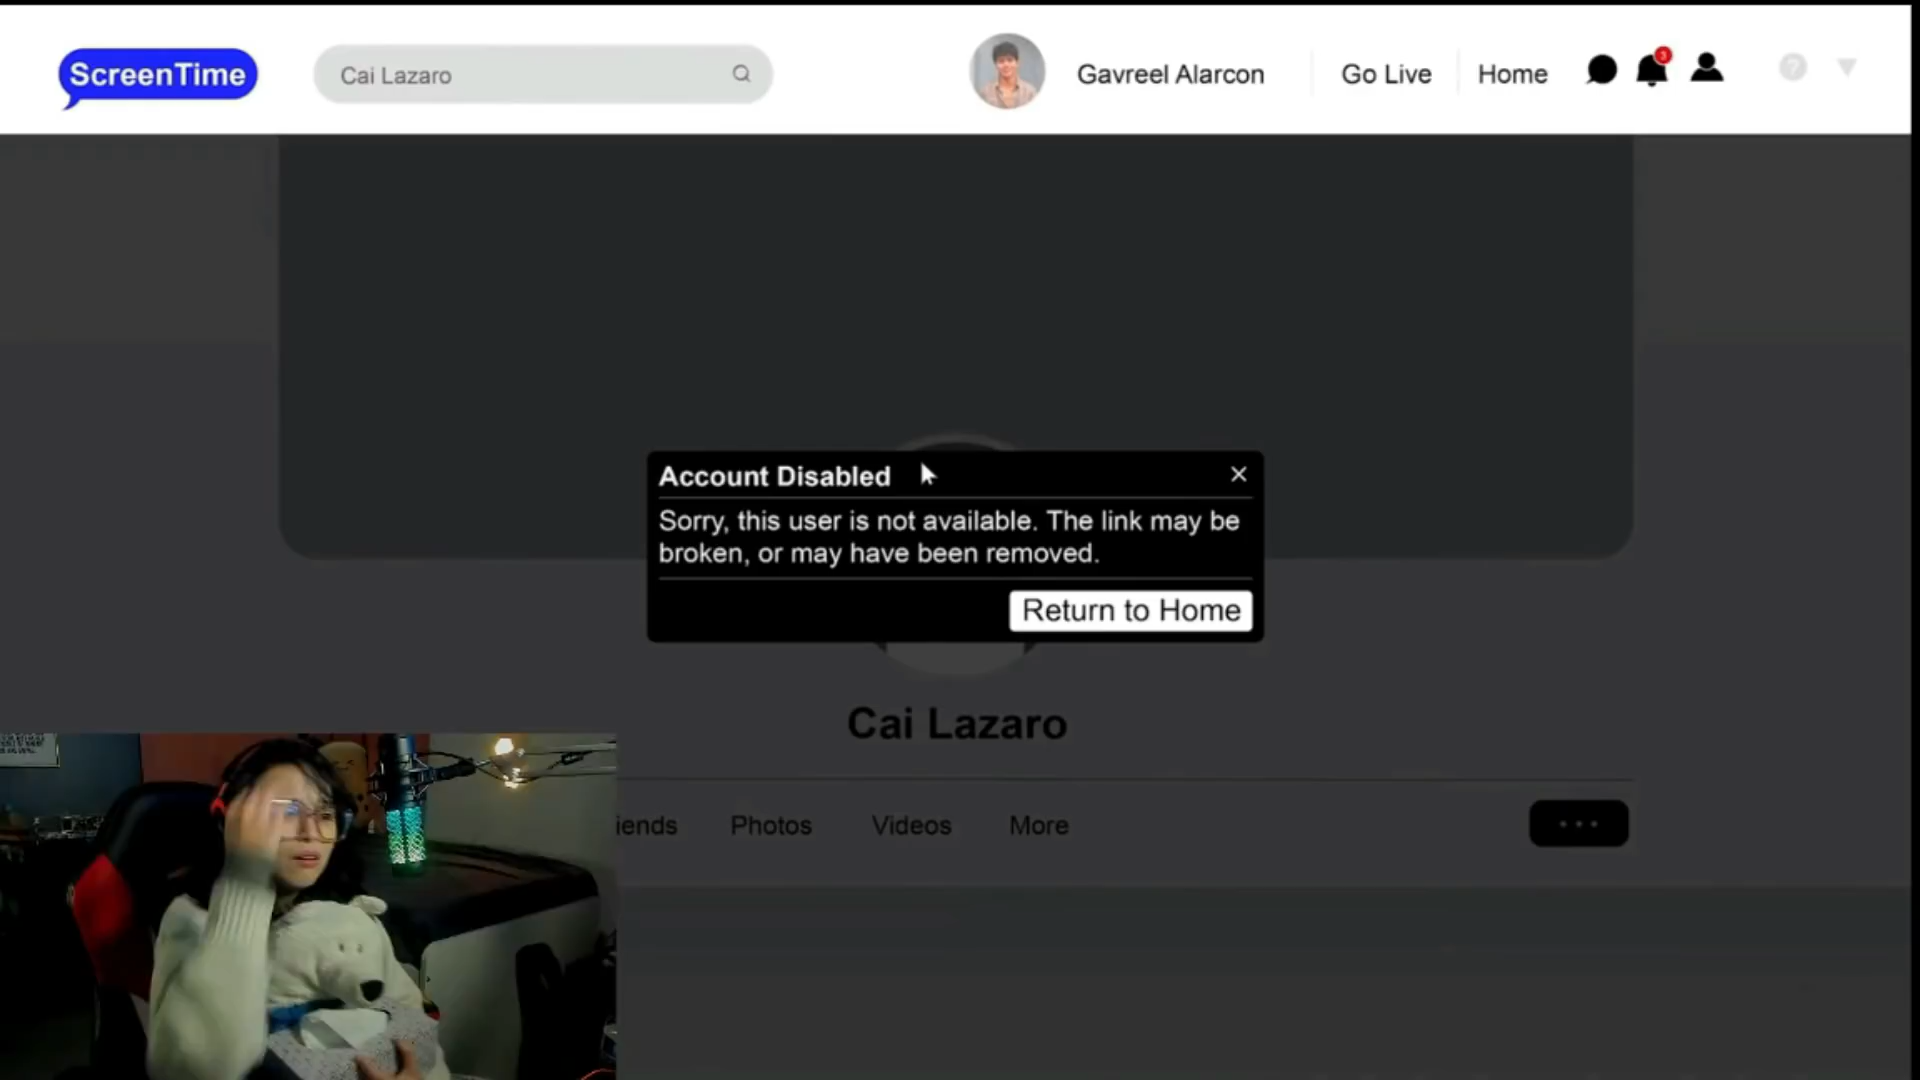 ScreenTime
Cai Lazaro
Gavreel Alarcon
Go Live
Home
3
Account Disabled
Sorry, this user is not available. The link may be
broken, or may have been removed.
Return to Home
Cai Lazaro
iends
Photos
Videos
More